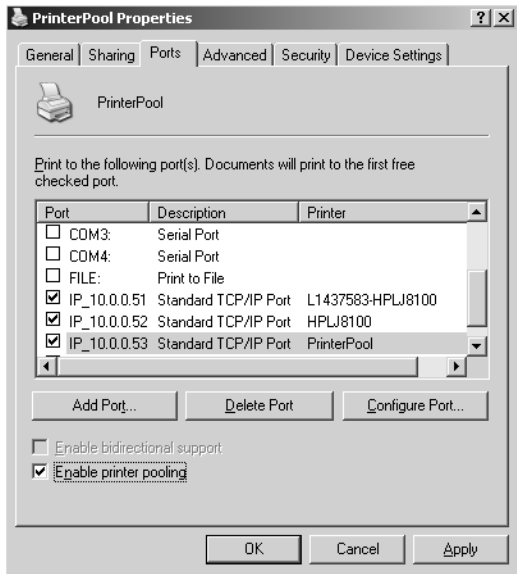 PrinterPool Properties
General Sharing Ports Advanced Security Device Settings
PrinterPool
Print to the following port(s). Documents will print to the first free
checked port.
Port Description Printer
COM3: Serial Port
COM4: Serial Port
FILE: Print to File
IP_10.0.0.51 Standard TCP/IP Port L1437583-HPLJ8100
IP_10.0.0.52 Standard TCP/IP Port HPLJ8100
IP_10.0.0.53 Standard TCP/IP Port PrinterPool
Add Port... Delete Port Configure Port...
Enable bidirectional support
Enable printer pooling
OK Cancel Apply